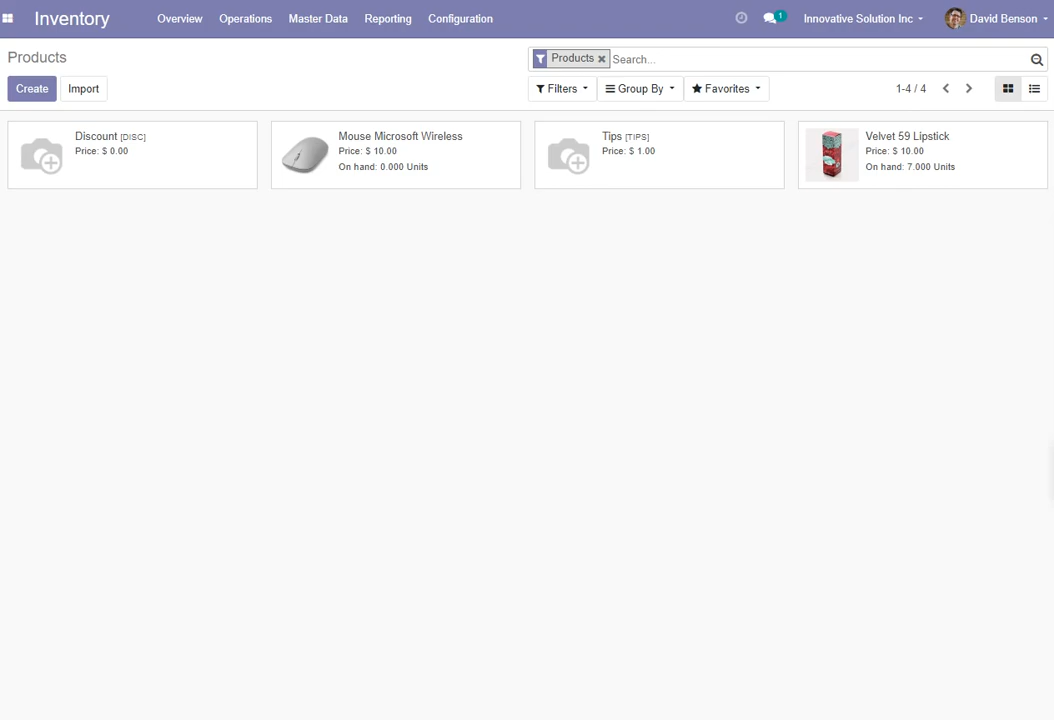 Inventory Overview Operations Master Data Reporting Configuration 1 Innovative Solution Inc David Benson
Products
Products Search...
Create Import
Filters Group By Favorites 1-4 / 4
Discount [DISC]
Price: $ 0.00
Mouse Microsoft Wireless
Price: $ 10.00
On hand: 0.000 Units
Tips [TIPS]
Price: $ 1.00
Velvet 59 Lipstick
Price: $ 10.00
On hand: 7.000 Units